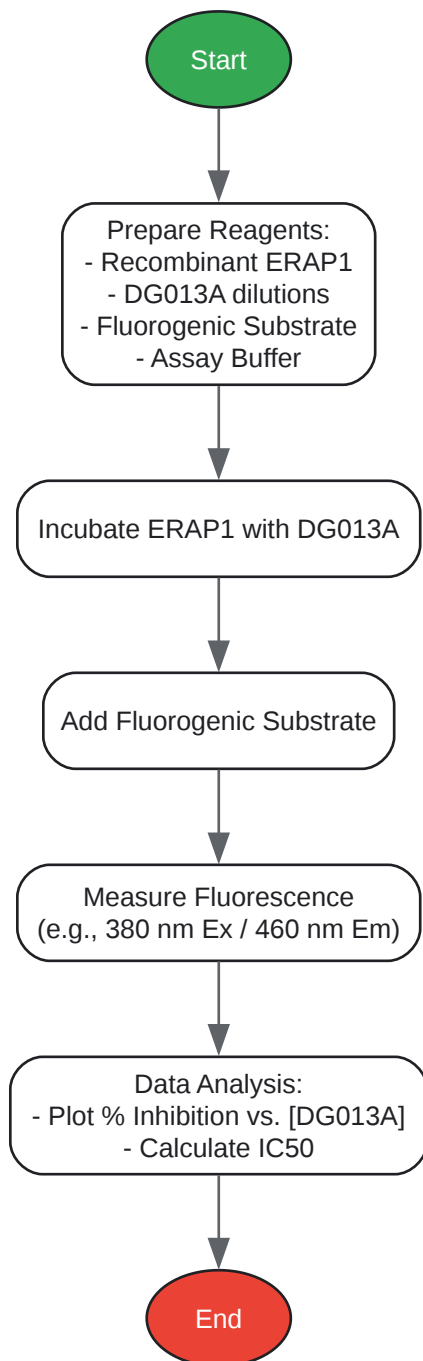 Start
Prepare Reagents:
- Recombinant ERAP1
- DG013A dilutions
- Fluorogenic Substrate
- Assay Buffer
Incubate ERAP1 with DG013A
Add Fluorogenic Substrate
Measure Fluorescence
(e.g., 380 nm Ex / 460 nm Em)
Data Analysis:
- Plot % Inhibition vs. [DG013A]
- Calculate IC50
End